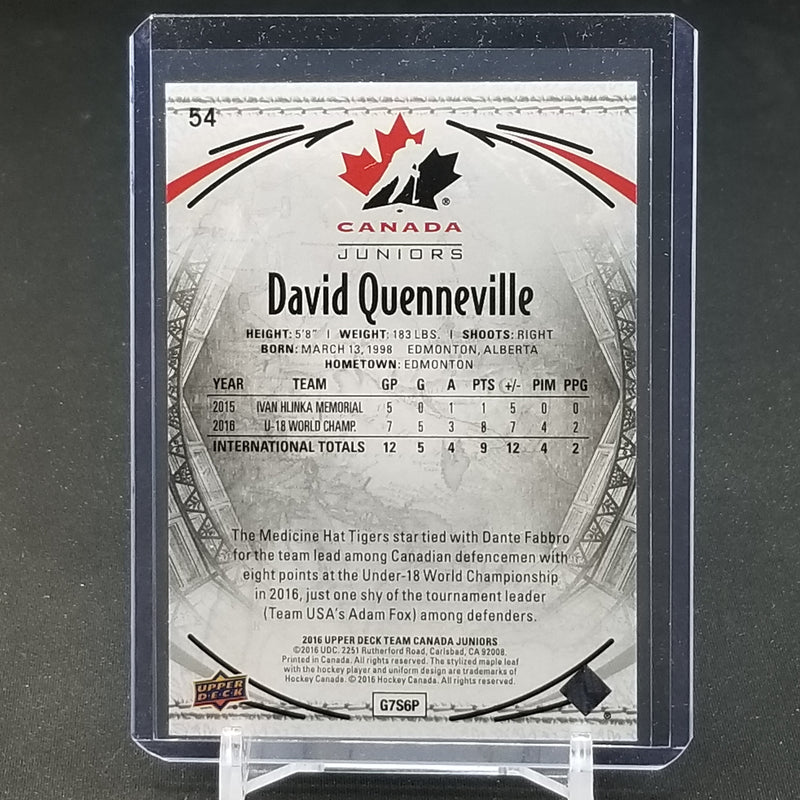 54
®
CANADA
JUNIORS
David Quenneville
HEIGHT: 5'8" | WEIGHT: 183 LBS. | SHOOTS: RIGHT
BORN: MARCH 13, 1998 EDMONTON, ALBERTA
HOMETOWN: EDMONTON
YEAR TEAM GP G A PTS +/- PIM PPG
2015 IVAN HLINKA MEMORIAL 5 0 1 1 5 0 0
2016 U-18 WORLD CHAMP. 7 5 3 8 7 4 2
INTERNATIONAL TOTALS 12 5 4 9 12 4 2
The Medicine Hat Tigers star tied with Dante Fabbro
for the team lead among Canadian defencemen with
eight points at the Under-18 World Championship
in 2016, just one shy of the tournament leader
(Team USA's Adam Fox) among defenders.
2016 UPPER DECK TEAM CANADA JUNIORS
©2016 UDC. 2251 Rutherford Road, Carlsbad, CA 92008.
Printed in Canada. All rights reserved. The stylized maple leaf
with the hockey player and uniform design are trademarks of
Hockey Canada. © 2016 Hockey Canada. All rights reserved.
UPPER
DECK
G7S6P
®